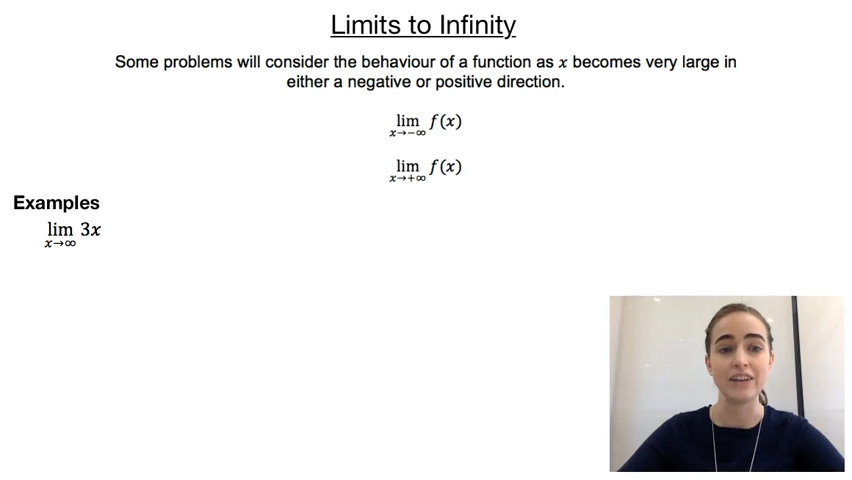 Limits to Infinity
Some problems will consider the behaviour of a function as x becomes very large in
either a negative or positive direction.
lim f(x)
x→−∞
lim f(x)
x→+∞
Examples
lim 3x
x→∞